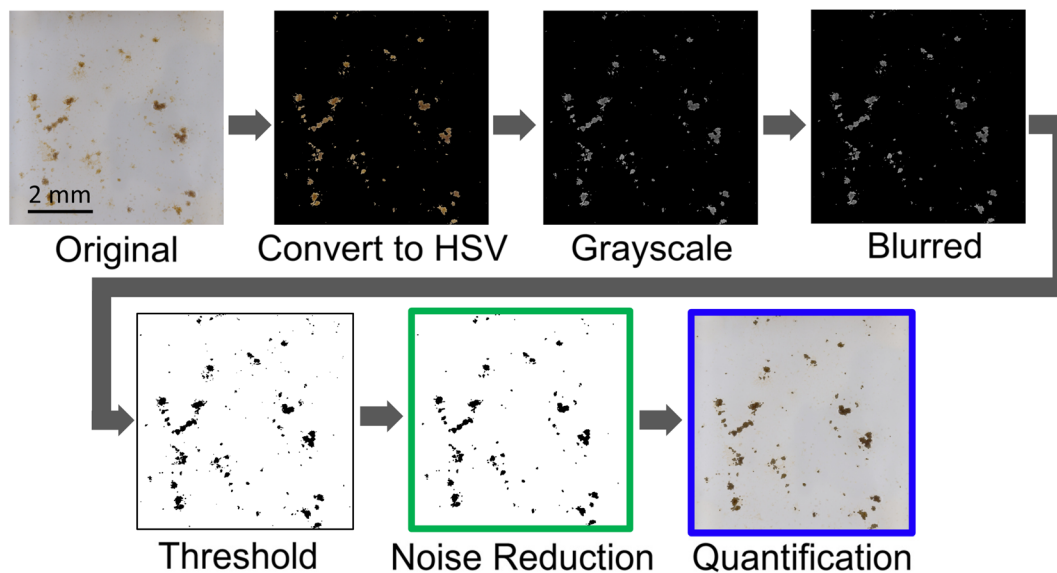 2 mm
Original
Convert to HSV
Grayscale
Blurred
Threshold
Noise Reduction
Quantification